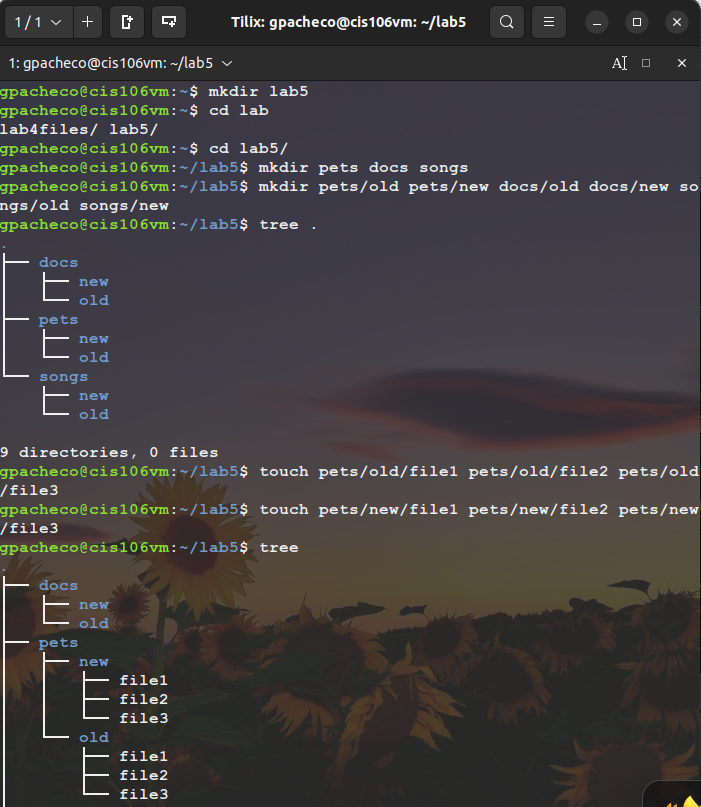 1 / 1
Tilix: gpacheco@cis106vm: ~/lab5
1: gpacheco@cis106vm: ~/lab5
gpacheco@cis106vm:~$ mkdir lab5
gpacheco@cis106vm:~$ cd lab
lab4files/ lab5/
gpacheco@cis106vm:~$ cd lab5/
gpacheco@cis106vm:~/lab5$ mkdir pets docs songs
gpacheco@cis106vm:~/lab5$ mkdir pets/old pets/new docs/old docs/new so
ngs/old songs/new
gpacheco@cis106vm:~/lab5$ tree .
.
├── docs
│   ├── new
│   └── old
├── pets
│   ├── new
│   └── old
└── songs
    ├── new
    └── old
9 directories, 0 files
gpacheco@cis106vm:~/lab5$ touch pets/old/file1 pets/old/file2 pets/old
/file3
gpacheco@cis106vm:~/lab5$ touch pets/new/file1 pets/new/file2 pets/new
/file3
gpacheco@cis106vm:~/lab5$ tree
.
├── docs
│   ├── new
│   └── old
├── pets
│   ├── new
│   │   ├── file1
│   │   ├── file2
│   │   └── file3
│   └── old
│       ├── file1
│       ├── file2
│       └── file3